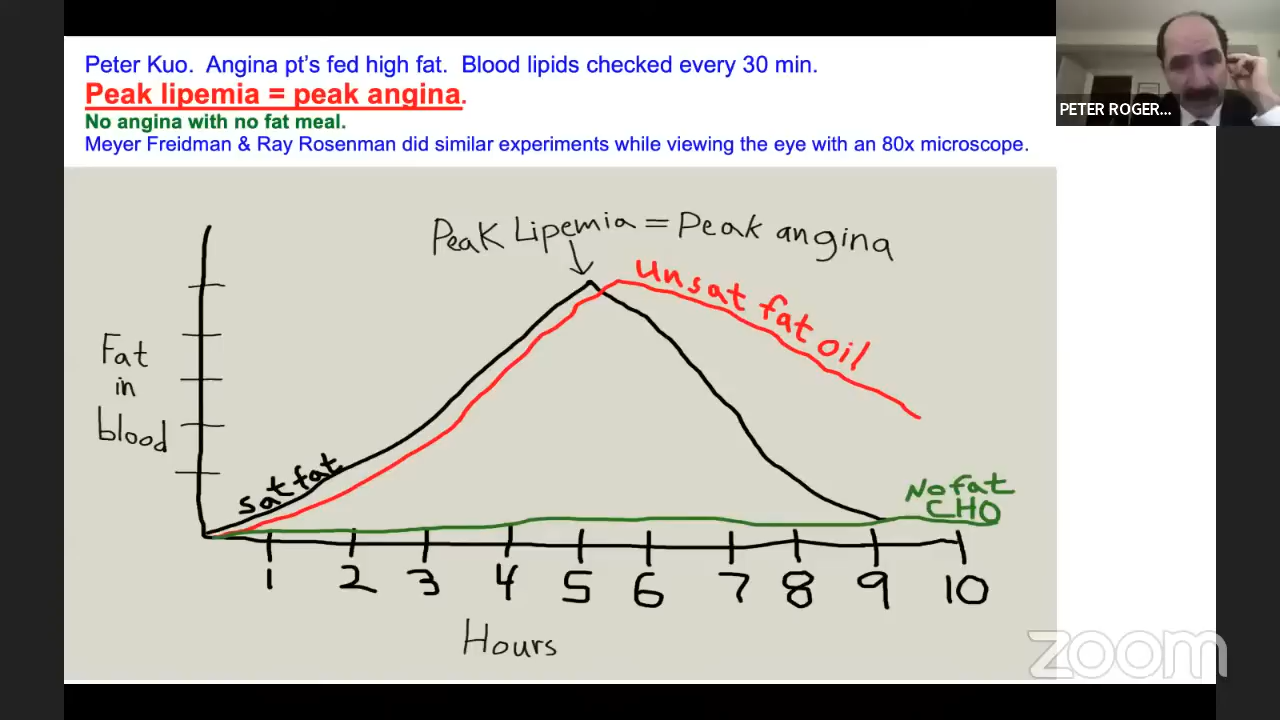 Peter Kuo. Angina pt's fed high fat. Blood lipids checked every 30 min.
Peak lipemia = peak angina.
No angina with no fat meal.
Meyer Freidman & Ray Rosenman did similar experiments while viewing the eye with an 80x microscope.
PETER ROGER...
Peak Lipemia = Peak angina
unsat fat oil
Fat
in
blood
sat fat
No fat
CHO
1 2 3 4 5 6 7 8 9 10
Hours
zoom